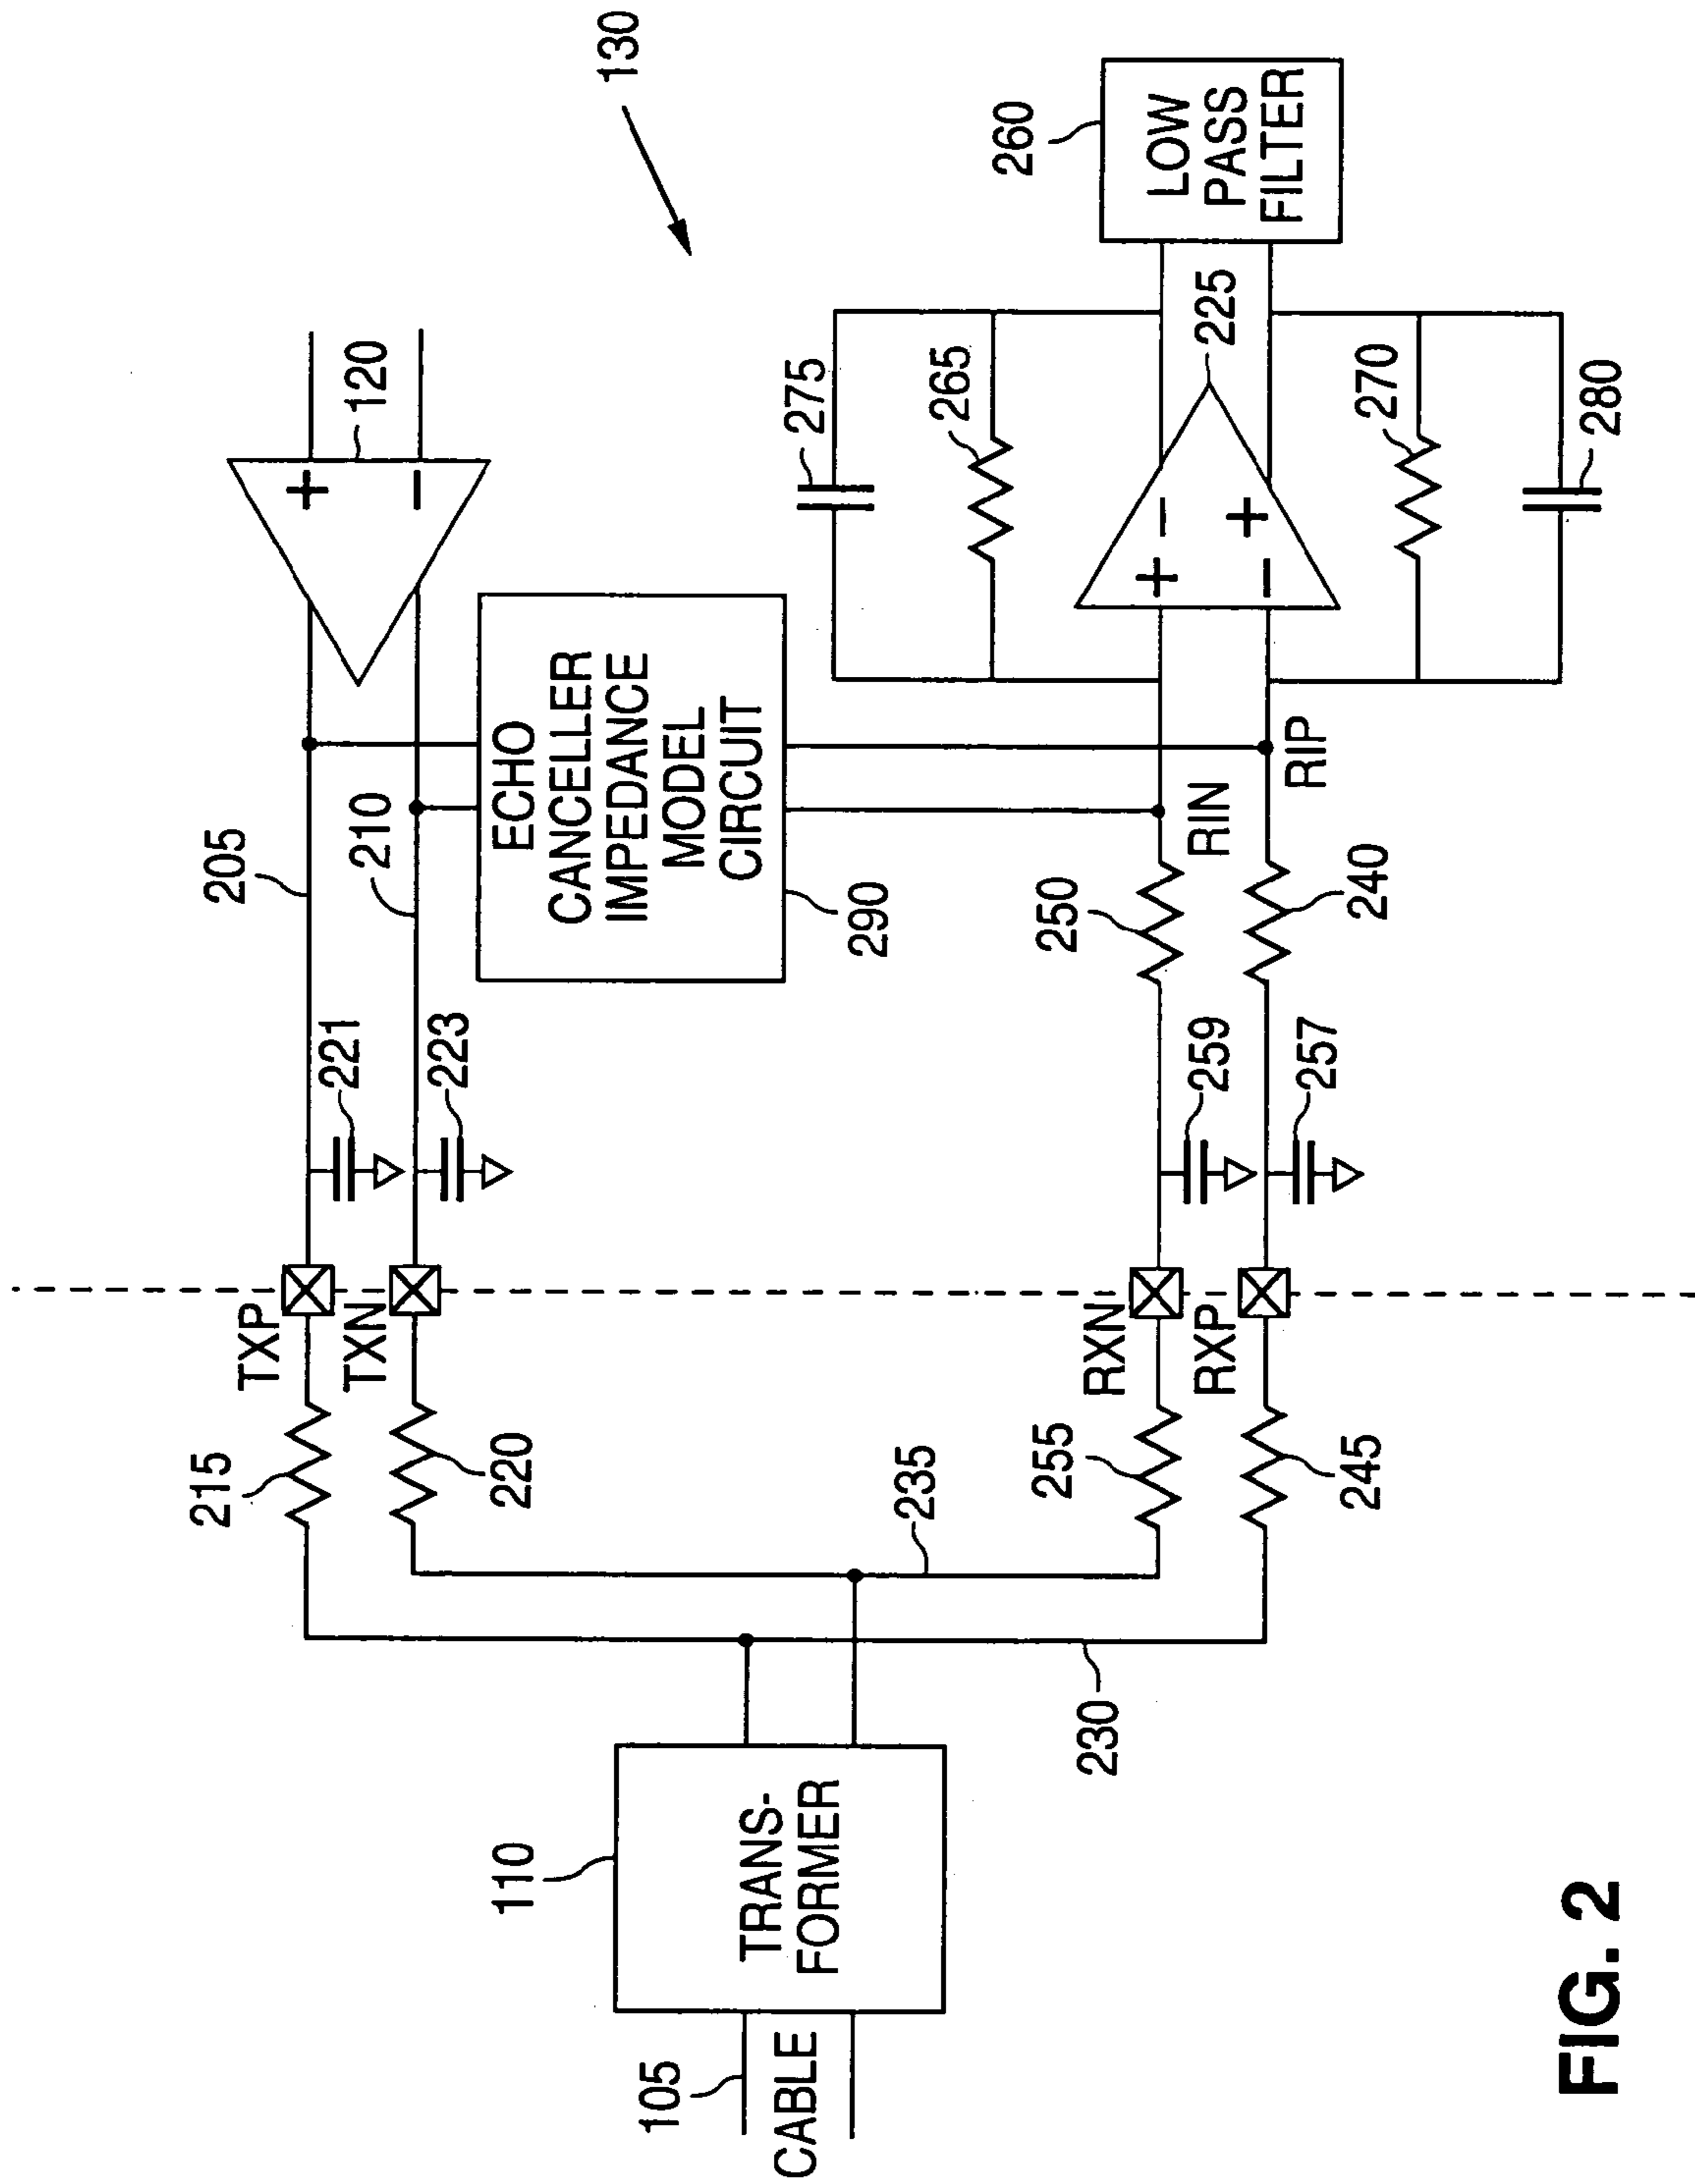 130
120
205
210
ECHO
CANCELLER
IMPEDANCE
MODEL
CIRCUIT
290
221
223
TXP
TXN
215
220
235
230
110
TRANS-
FORMER
105
CABLE
RXN
RXP
255
245
259
257
250
240
RIN
RIP
+
−
275
265
+ −
− +
225
270
280
260
LOW
PASS
FILTER
FIG. 2